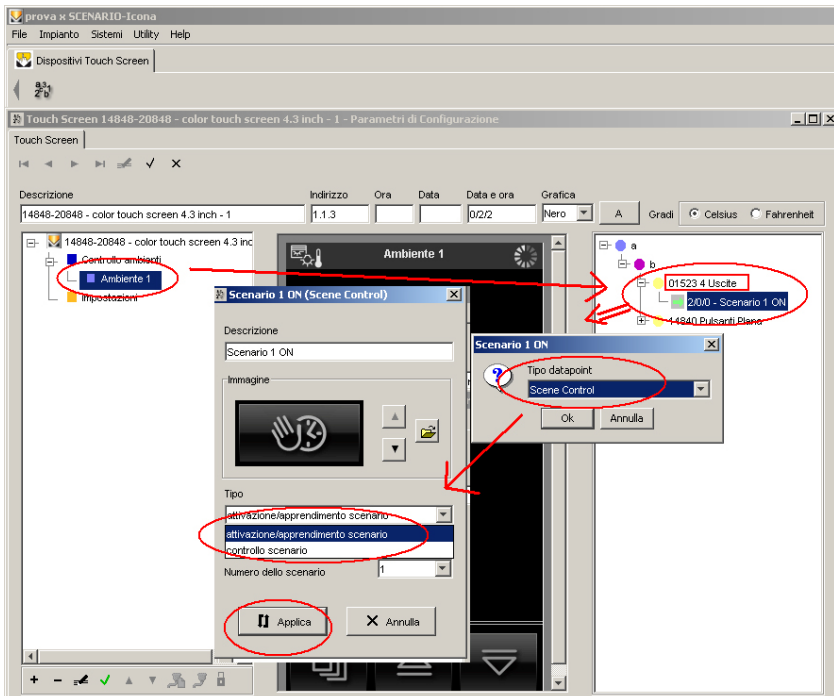 prova x SCENARIO-Icona
File Impianto Sistemi Utility Help
Dispositivi Touch Screen
Touch Screen 14848-20848 - color touch screen 4.3 inch - 1 - Parametri di Configurazione
Touch Screen
Descrizione Indirizzo Ora Data Data e ora Grafica
14848-20848 - color touch screen 4.3 inch - 1 1.1.3 0/2/2 Nero A Gradi Celsius Fahrenheit
14848-20848 - color touch screen 4.3 inc
Controllo ambienti
Ambiente 1
Impostazioni
Ambiente 1
a
b
01523 4 Uscite
2/0/0 - Scenario 1 ON
14840 Pulsanti Plana
Scenario 1 ON (Scene Control)
Descrizione
Scenario 1 ON
Immagine
Tipo
attivazione/apprendimento scenario
attivazione/apprendimento scenario
controllo scenario
Numero dello scenario 1
Applica Annulla
Scenario 1 ON
Tipo datapoint
Scene Control
Ok Annulla